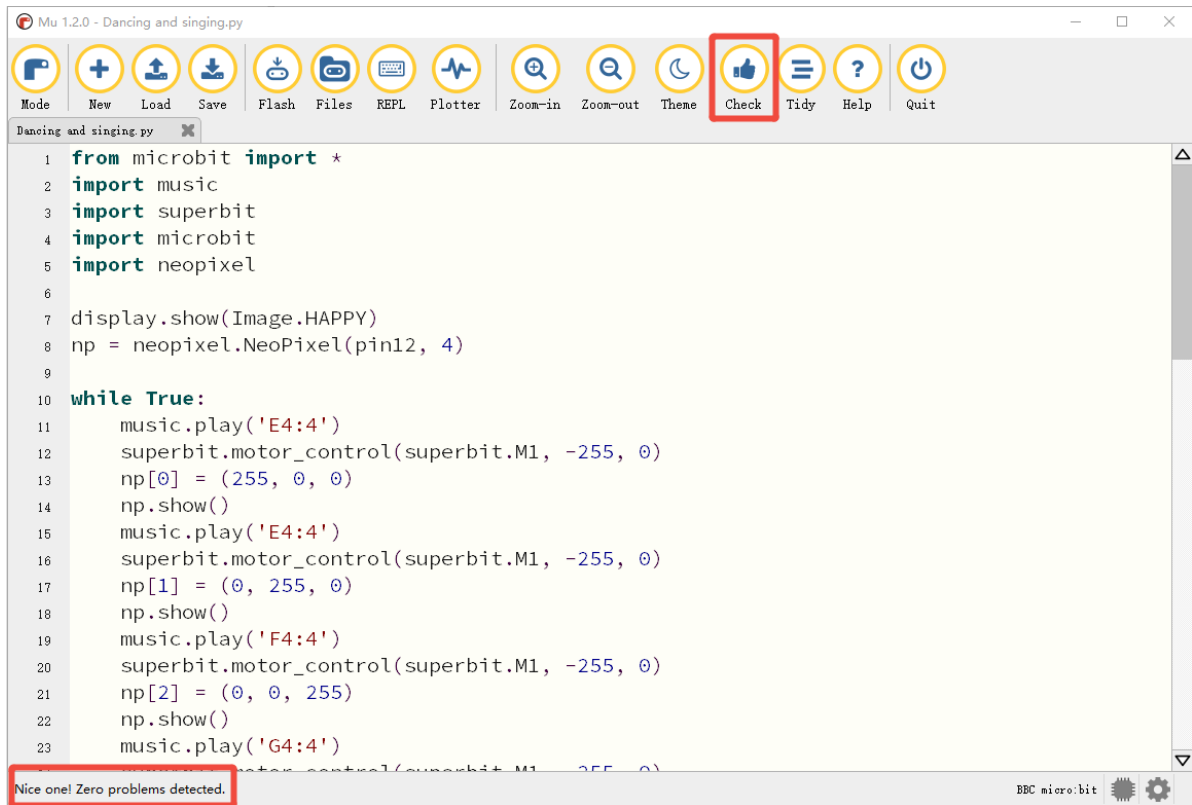 Mu 1.2.0 - Dancing and singing.py
Mode New Load Save Flash Files REPL Plotter Zoom-in Zoom-out Theme Check Tidy Help Quit
Dancing and singing.py
1 from microbit import *
2 import music
3 import superbit
4 import microbit
5 import neopixel
6
7 display.show(Image.HAPPY)
8 np = neopixel.NeoPixel(pin12, 4)
9
10 while True:
11     music.play('E4:4')
12     superbit.motor_control(superbit.M1, -255, 0)
13     np[0] = (255, 0, 0)
14     np.show()
15     music.play('E4:4')
16     superbit.motor_control(superbit.M1, -255, 0)
17     np[1] = (0, 255, 0)
18     np.show()
19     music.play('F4:4')
20     superbit.motor_control(superbit.M1, -255, 0)
21     np[2] = (0, 0, 255)
22     np.show()
23     music.play('G4:4')
Nice one! Zero problems detected. BBC micro:bit